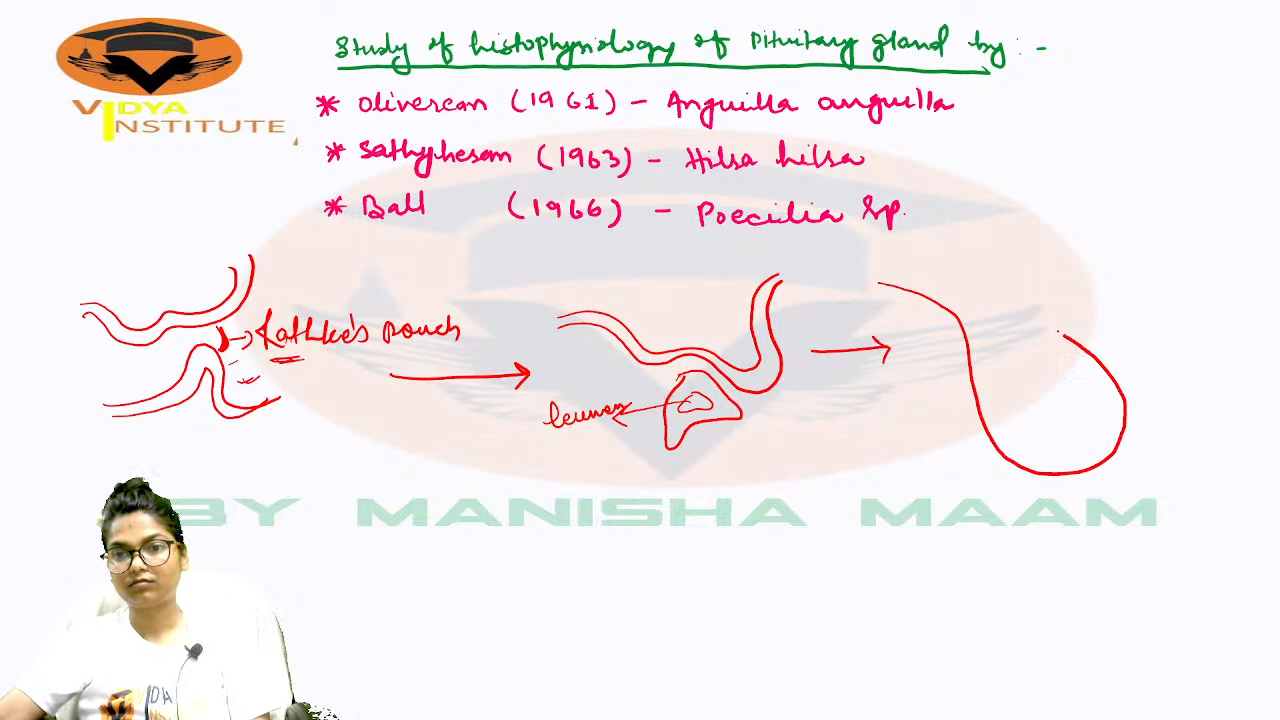 VIDYA
INSTITUTE
Study of histophysiology of Pituitary gland by : -
* Oliverean (1961) - Anguilla anguilla
* Sathyhesan (1963) - Hilsa hilsa
* Ball (1966) - Poecilia sp.
Rathke's pouch
lumen
BY MANISHA MAAM